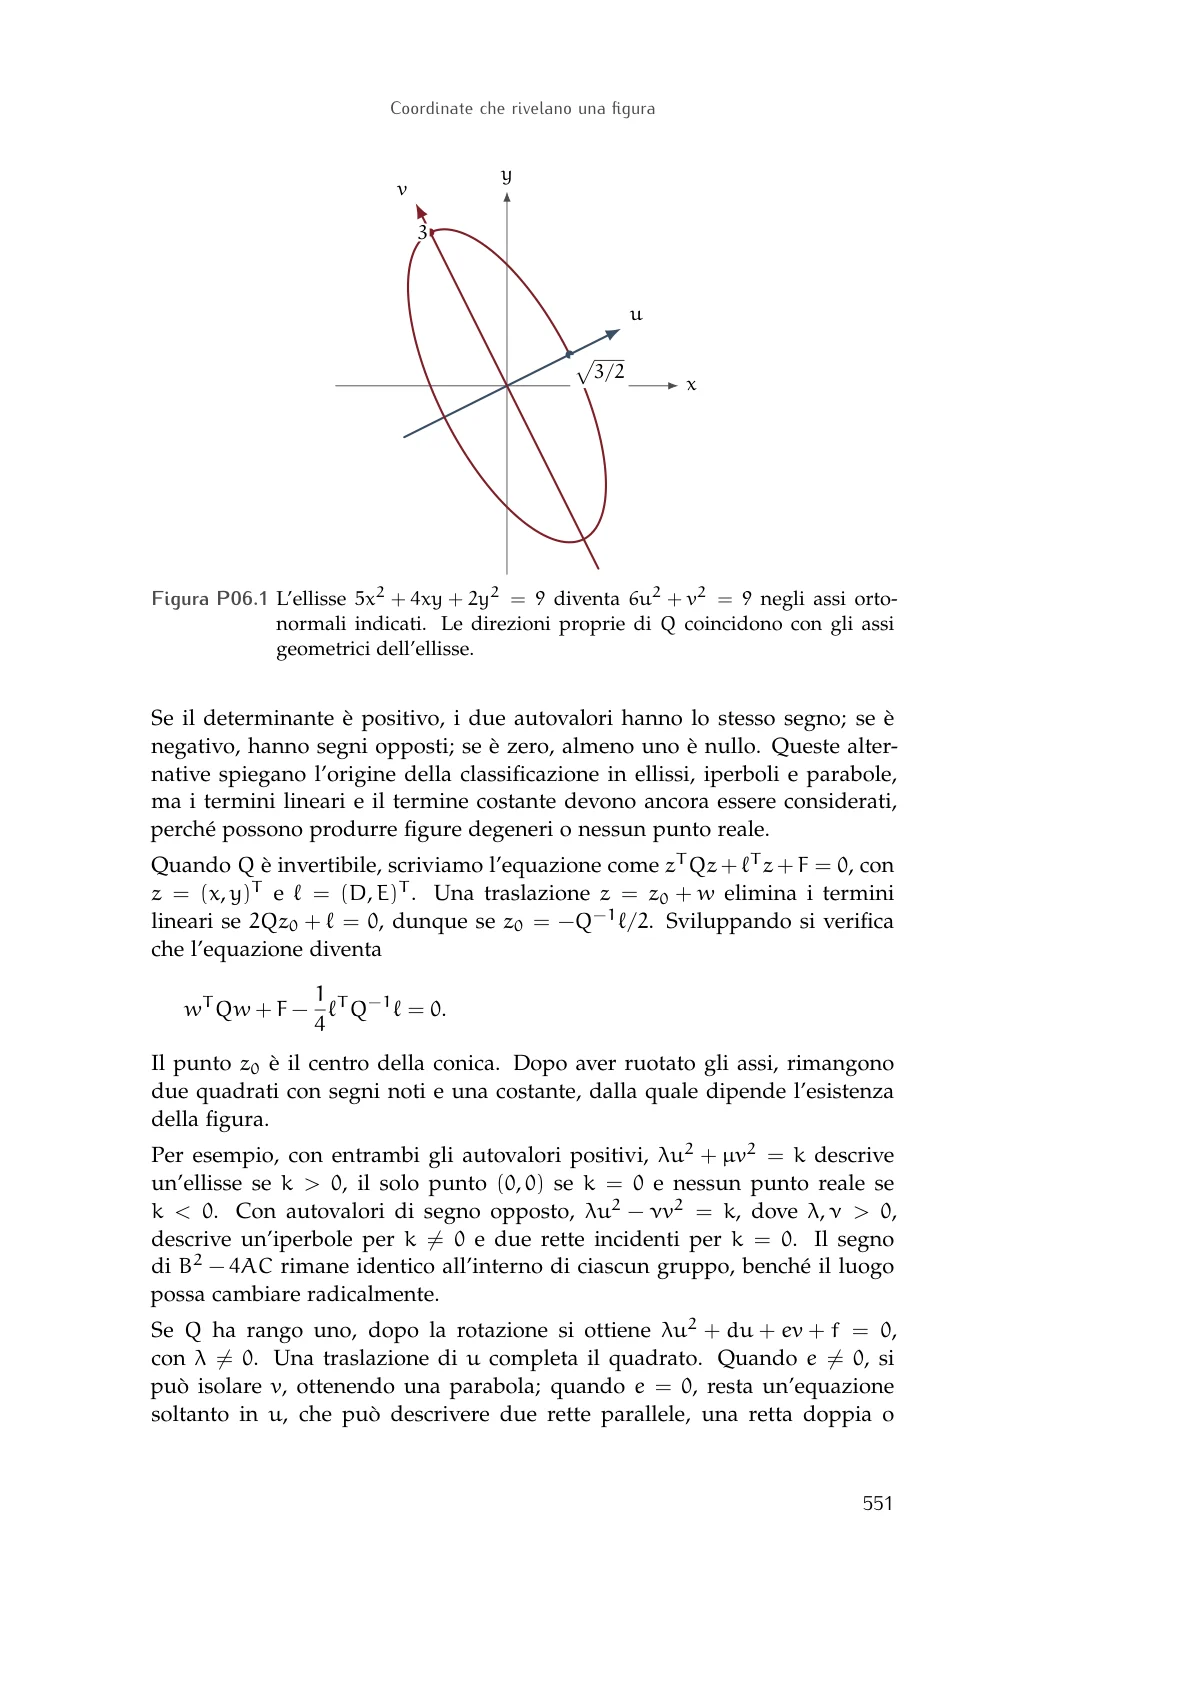 Coordinate che rivelano una figura
y
v
3
u
√3/2
x
Figura P06.1 L'ellisse 5x² + 4xy + 2y² = 9 diventa 6u² + v² = 9 negli assi orto-
normali indicati. Le direzioni proprie di Q coincidono con gli assi
geometrici dell'ellisse.
Se il determinante è positivo, i due autovalori hanno lo stesso segno; se è
negativo, hanno segni opposti; se è zero, almeno uno è nullo. Queste alter-
native spiegano l'origine della classificazione in ellissi, iperboli e parabole,
ma i termini lineari e il termine costante devono ancora essere considerati,
perché possono produrre figure degeneri o nessun punto reale.
Quando Q è invertibile, scriviamo l'equazione come zᵀQz + ℓᵀz + F = 0, con
z = (x, y)ᵀ e ℓ = (D, E)ᵀ. Una traslazione z = z₀ + w elimina i termini
lineari se 2Qz₀ + ℓ = 0, dunque se z₀ = −Q⁻¹ℓ/2. Sviluppando si verifica
che l'equazione diventa
wᵀQw + F − 1/4 ℓᵀQ⁻¹ℓ = 0.
Il punto z₀ è il centro della conica. Dopo aver ruotato gli assi, rimangono
due quadrati con segni noti e una costante, dalla quale dipende l'esistenza
della figura.
Per esempio, con entrambi gli autovalori positivi, λu² + μv² = k descrive
un'ellisse se k > 0, il solo punto (0, 0) se k = 0 e nessun punto reale se
k < 0. Con autovalori di segno opposto, λu² − νv² = k, dove λ, ν > 0,
descrive un'iperbole per k ≠ 0 e due rette incidenti per k = 0. Il segno
di B² − 4AC rimane identico all'interno di ciascun gruppo, benché il luogo
possa cambiare radicalmente.
Se Q ha rango uno, dopo la rotazione si ottiene λu² + du + ev + f = 0,
con λ ≠ 0. Una traslazione di u completa il quadrato. Quando e ≠ 0, si
può isolare v, ottenendo una parabola; quando e = 0, resta un'equazione
soltanto in u, che può descrivere due rette parallele, una retta doppia o
551